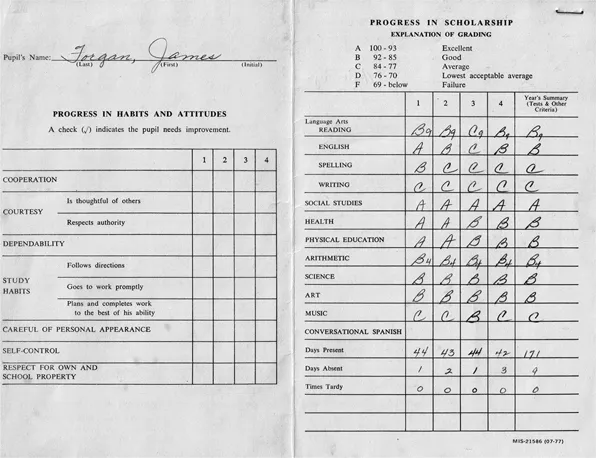 Pupil's Name: Forgan, James
(Last) (First) (Initial)
PROGRESS IN HABITS AND ATTITUDES
A check (✓) indicates the pupil needs improvement.
1 2 3 4
COOPERATION
COURTESY
Is thoughtful of others
Respects authority
DEPENDABILITY
STUDY
HABITS
Follows directions
Goes to work promptly
Plans and completes work
to the best of his ability
CAREFUL OF PERSONAL APPEARANCE
SELF-CONTROL
RESPECT FOR OWN AND
SCHOOL PROPERTY
PROGRESS IN SCHOLARSHIP
EXPLANATION OF GRADING
A 100 - 93 Excellent
B 92 - 85 Good
C 84 - 77 Average
D 76 - 70 Lowest acceptable average
F 69 - below Failure
1 2 3 4 Year's Summary
(Tests & Other
Criteria)
Language Arts
READING B9 B9 C9 B9 B9
ENGLISH A B C B B
SPELLING B C C C C
WRITING C C C C C
SOCIAL STUDIES A A A A A
HEALTH A A B B B
PHYSICAL EDUCATION A A B B B
ARITHMETIC B4 B4 B4 B4 B4
SCIENCE B B B B B
ART B B B B B
MUSIC C C B C C
CONVERSATIONAL SPANISH
Days Present 44 43 44 42 171
Days Absent 1 2 1 3
Times Tardy 0 0 0 0 0
MIS-21586 (07-77)